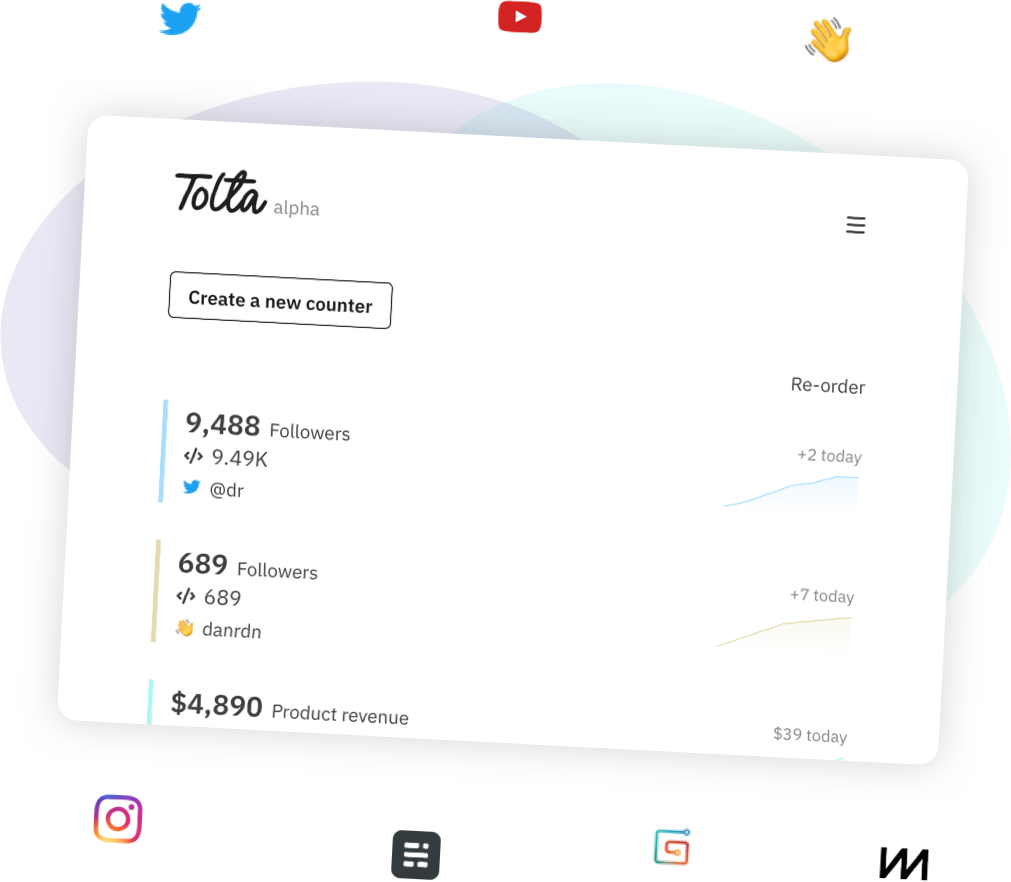 Tolta alpha
Create a new counter
Re-order
9,488 Followers
</> 9.49K
@dr
+2 today
689 Followers
</> 689
danrdn
+7 today
$4,890 Product revenue
$39 today